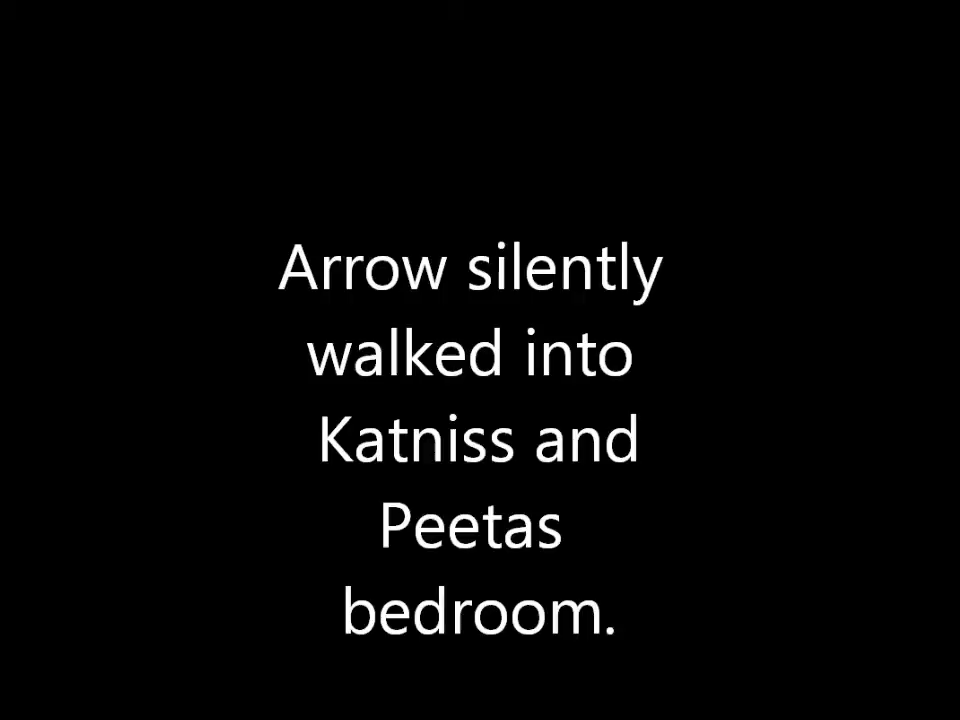 Arrow silently
walked into
Katniss and
Peetas
bedroom.